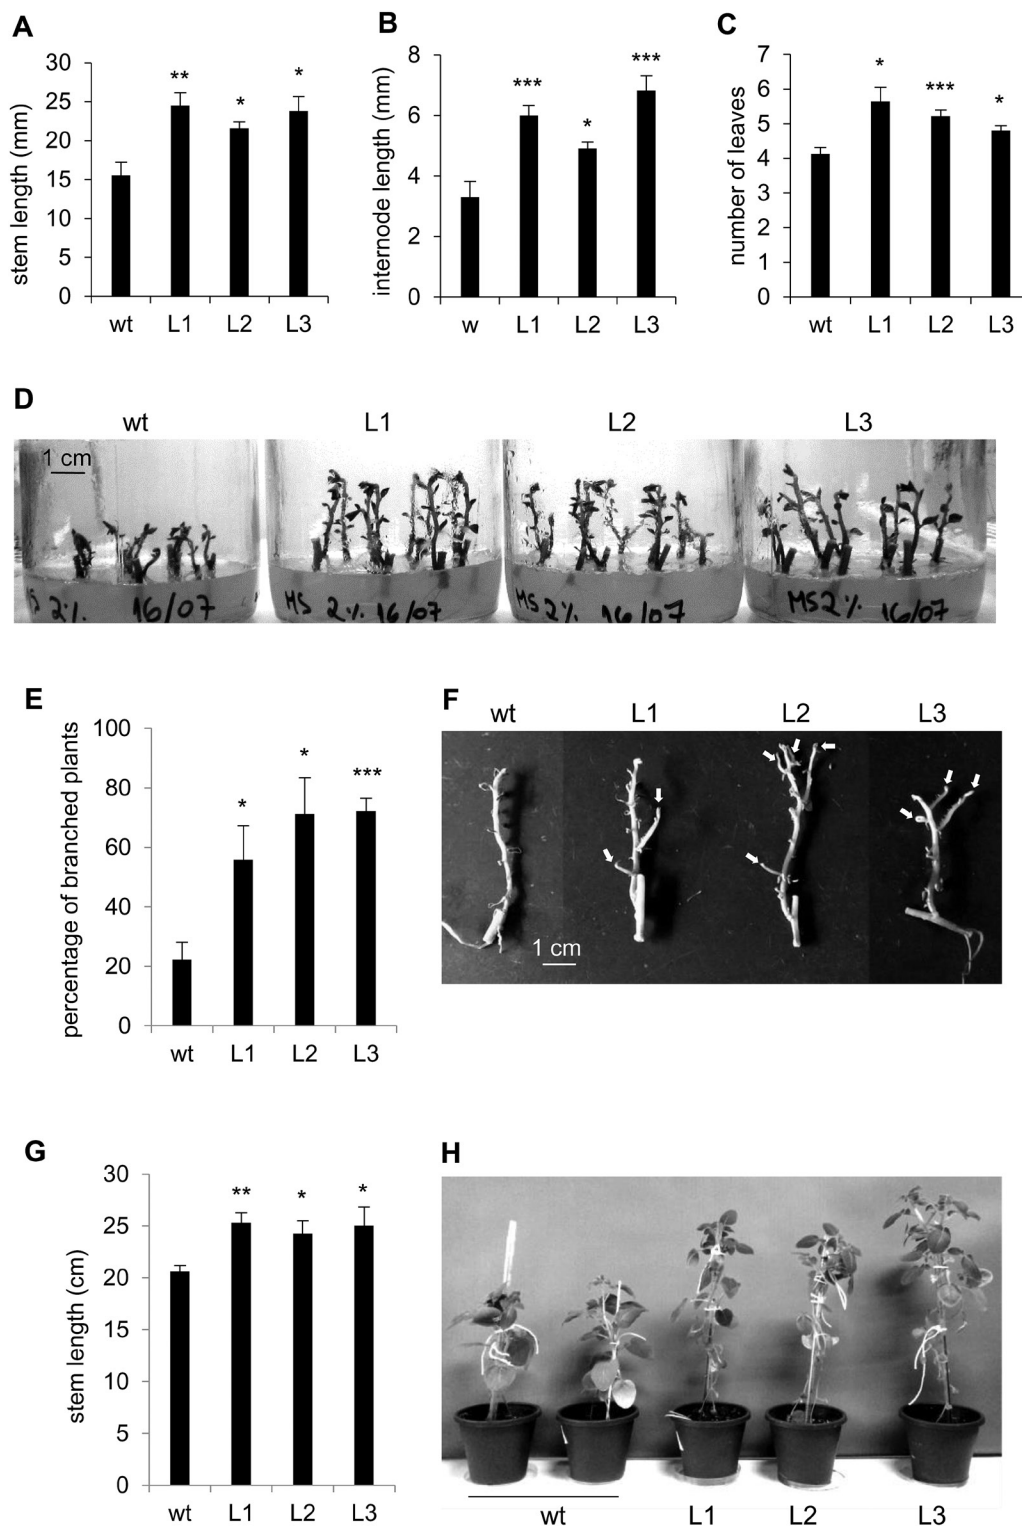 A
stem length (mm)
30
25
20
15
10
5
0
** * *
wt L1 L2 L3
B
internode length (mm)
8
6
4
2
0
*** * ***
w L1 L2 L3
C
number of leaves
7
6
5
4
3
2
1
0
* *** *
wt L1 L2 L3
D
wt L1 L2 L3
1 cm
MS 2% 16/07
MS 2% 16/07
MS 2% 16/07
E
percentage of branched plants
100
80
60
40
20
0
* * ***
wt L1 L2 L3
F
wt L1 L2 L3
1 cm
G
stem length (cm)
30
25
20
15
10
5
0
** * *
wt L1 L2 L3
H
wt L1 L2 L3